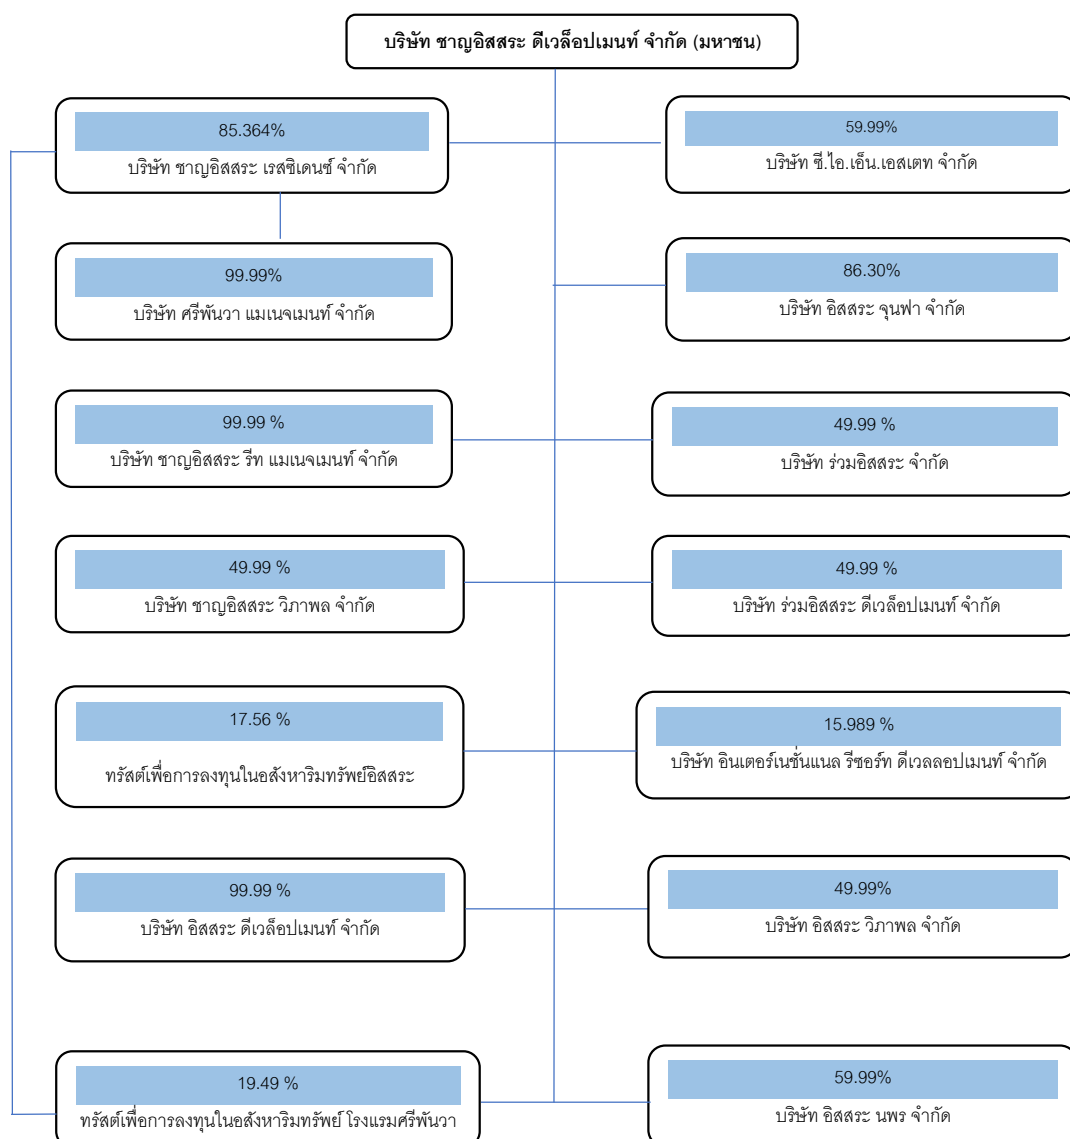 บริษัท ชาญอิสสระ ดีเวล็อปเมนท์ จำกัด (มหาชน)
85.364%
บริษัท ชาญอิสสระ เรสซิเดนซ์ จำกัด
59.99%
บริษัท ซี.ไอ.เอ็น.เอสเตท จำกัด
99.99%
บริษัท ศรีพันวา แมเนจเมนท์ จำกัด
86.30%
บริษัท อิสสระ จุนฟา จำกัด
99.99 %
บริษัท ชาญอิสสระ รีท แมเนจเมนท์ จำกัด
49.99 %
บริษัท ร่วมอิสสระ จำกัด
49.99 %
บริษัท ชาญอิสสระ วิภาพล จำกัด
49.99 %
บริษัท ร่วมอิสสระ ดีเวล็อปเมนท์ จำกัด
17.56 %
ทรัสต์เพื่อการลงทุนในอสังหาริมทรัพย์อิสสระ
15.989 %
บริษัท อินเตอร์เนชั่นแนล รีซอร์ท ดีเวลลอปเมนท์ จำกัด
99.99 %
บริษัท อิสสระ ดีเวล็อปเมนท์ จำกัด
49.99%
บริษัท อิสสระ วิภาพล จำกัด
19.49 %
ทรัสต์เพื่อการลงทุนในอสังหาริมทรัพย์ โรงแรมศรีพันวา
59.99%
บริษัท อิสสระ นพร จำกัด